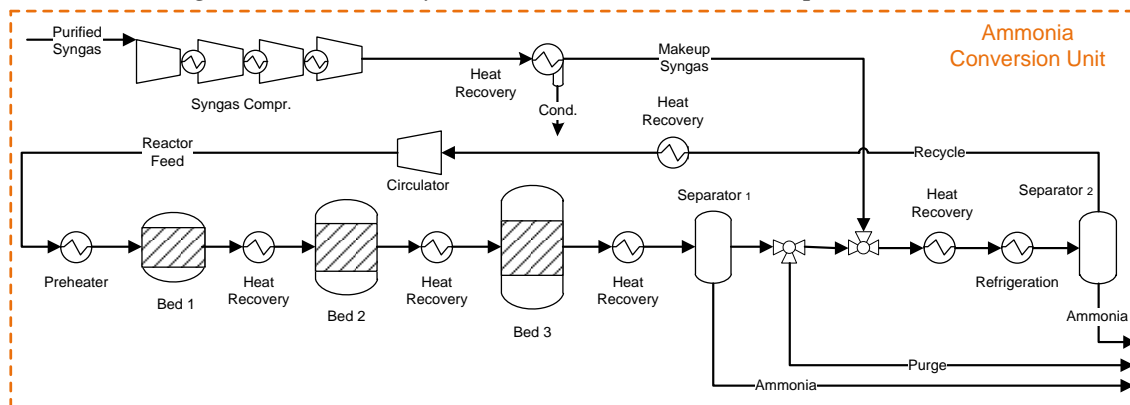 Purified
Syngas
Makeup
Syngas
Ammonia
Conversion Unit
Heat
Recovery
Syngas Compr.
Cond.
Heat
Recovery
Reactor
Feed
Recycle
Circulator
Separator 1
Heat
Recovery
Separator 2
Preheater
Bed 1
Heat
Recovery
Bed 2
Heat
Recovery
Bed 3
Heat
Recovery
Refrigeration
Ammonia
Purge
Ammonia